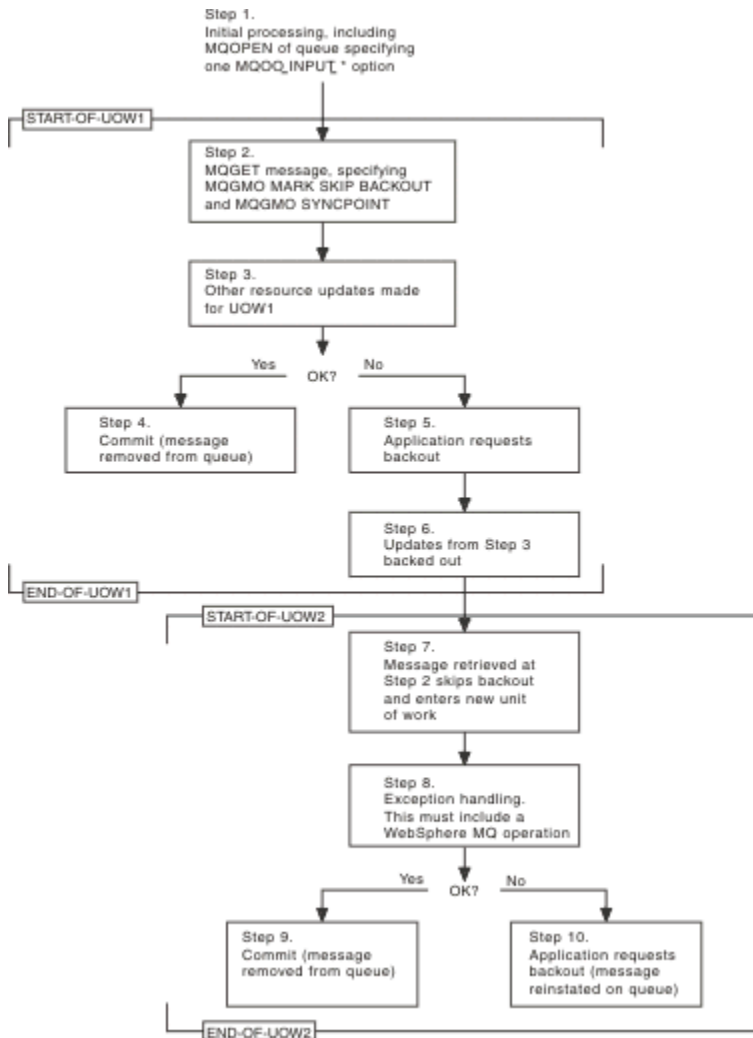 Step 1.
Initial processing, including
MQOPEN of queue specifying
one MQOO_INPUT_* option
START-OF-UOW1
Step 2.
MQGET message, specifying
MQGMO MARK SKIP BACKOUT
and MQGMO SYNCPOINT
Step 3.
Other resource updates made
for UOW1
Yes
OK?
No
Step 4.
Commit (message
removed from queue)
Step 5.
Application requests
backout
Step 6.
Updates from Step 3
backed out
END-OF-UOW1
START-OF-UOW2
Step 7.
Message retrieved at
Step 2 skips backout
and enters new unit
of work
Step 8.
Exception handling.
This must include a
WebSphere MQ operation
Yes
OK?
No
Step 9.
Commit (message
removed from queue)
Step 10.
Application requests
backout (message
reinstated on queue)
END-OF-UOW2